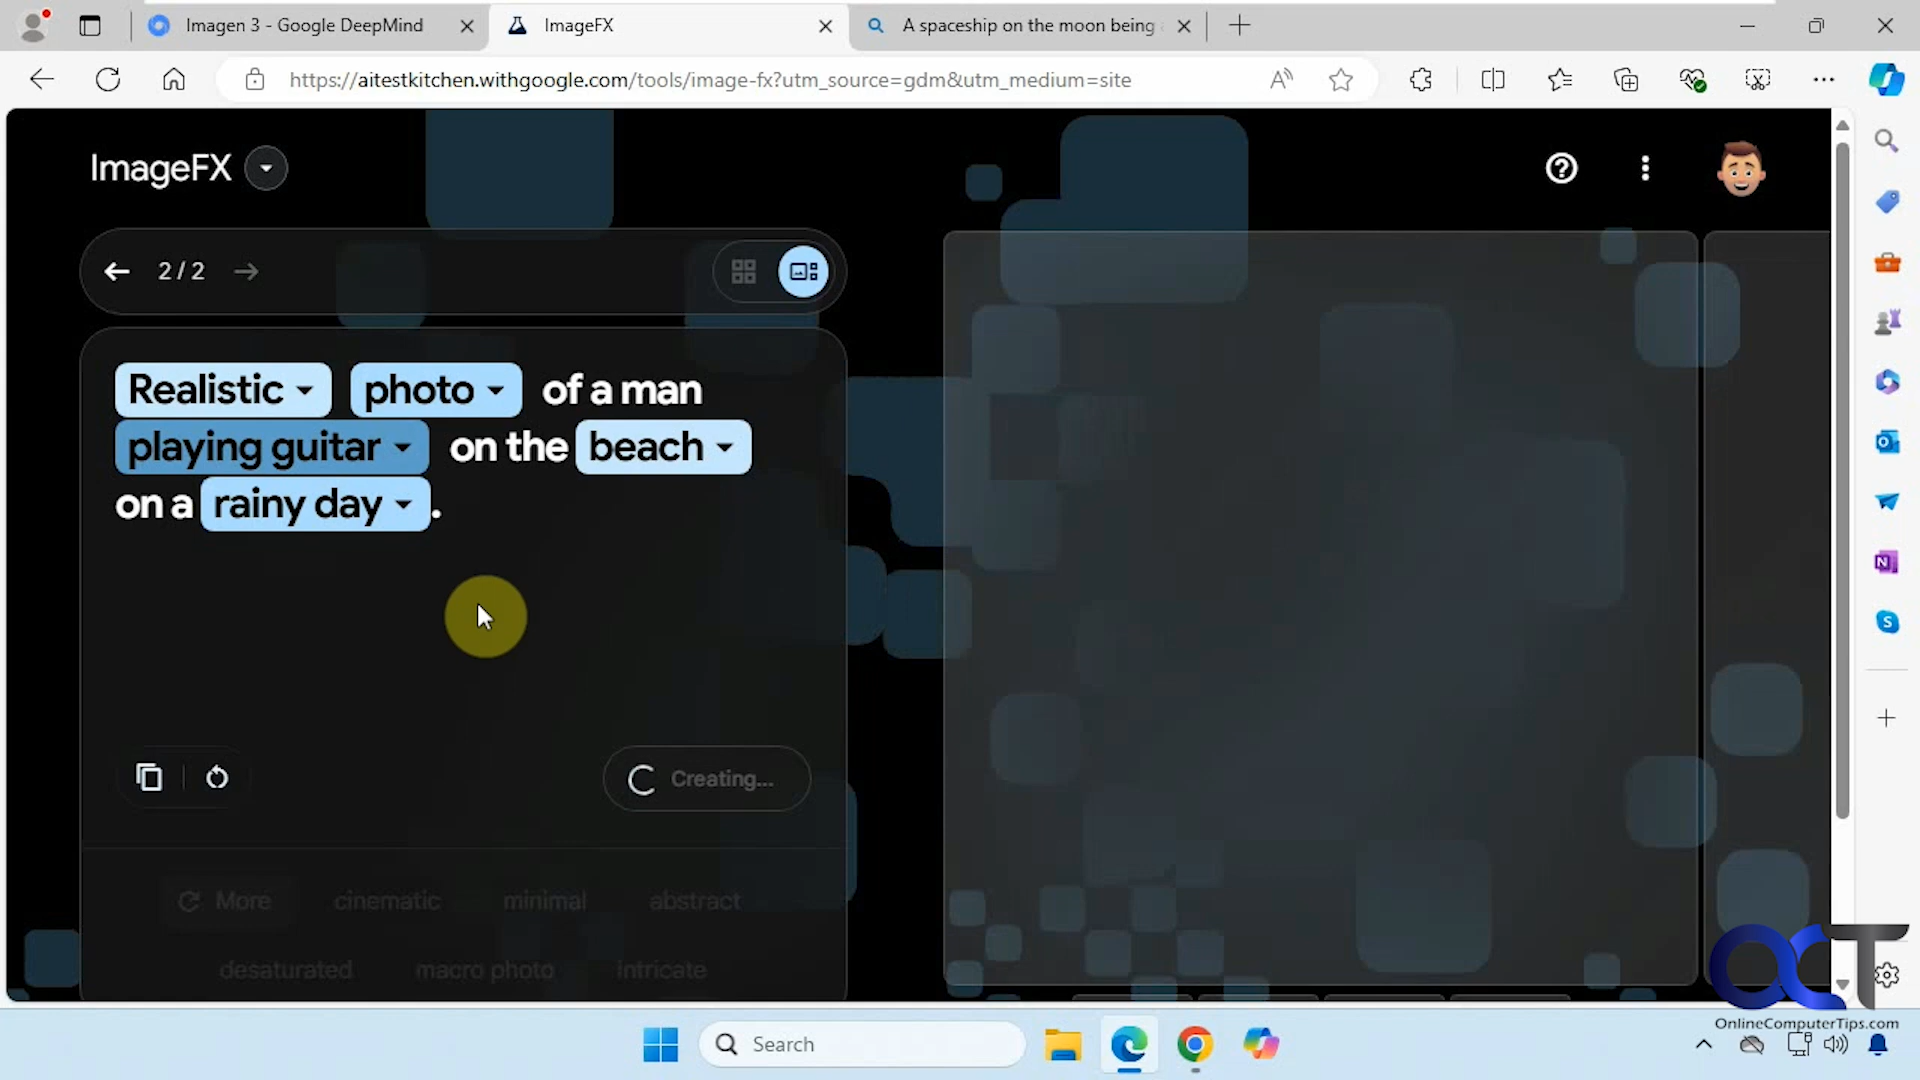 Imagen 3 - Google DeepMind
ImageFX
A spaceship on the moon being
https://aitestkitchen.withgoogle.com/tools/image-fx?utm_source=gdm&utm_medium=site
ImageFX
2 / 2
Realistic photo of a man
playing guitar on the beach
on a rainy day .
Creating...
More cinematic minimal abstract
desaturated macro photo intricate
OCT
OnlineComputerTips.com
Search